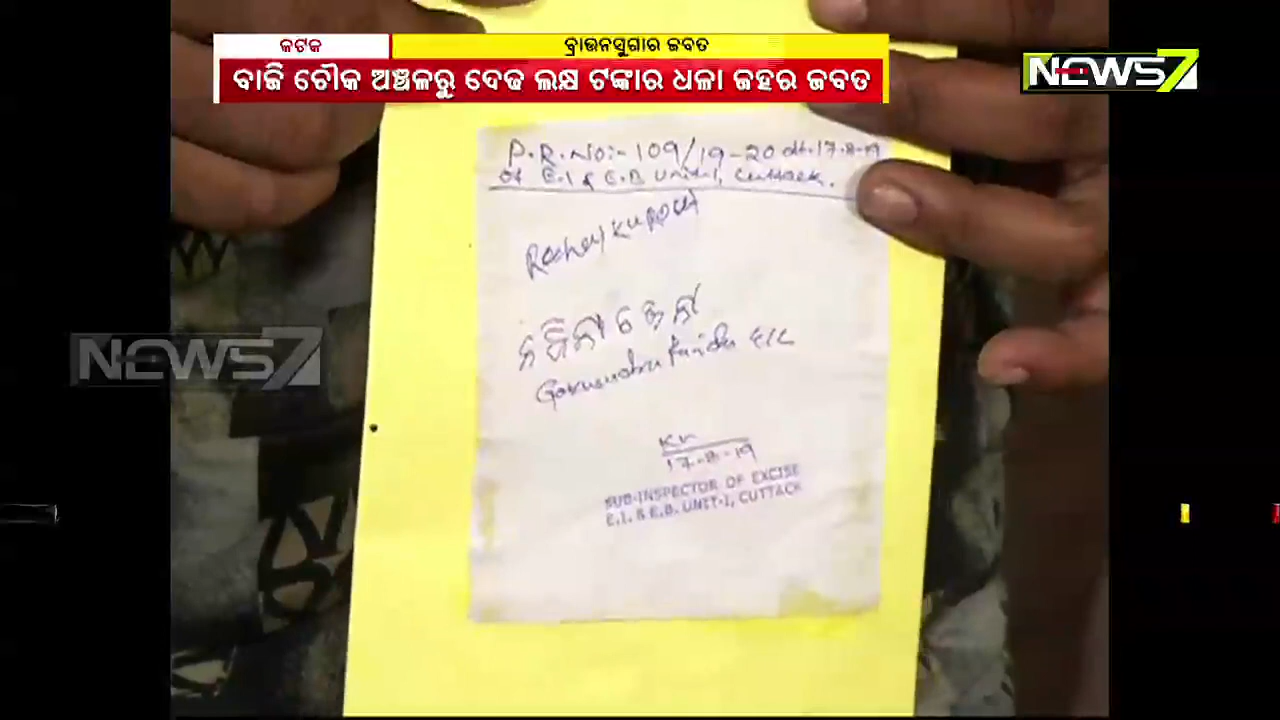 କଟକ
ବ୍ରାଉନସୁଗାର ଜବତ
ବାଜି ଚୌକ ଅଞ୍ଚଳରୁ ଦେଢ ଲକ୍ଷ ଟଙ୍କାର ଧଳା ଜହର ଜବତ
NEWS7
P.R.No:- 109/19-20 dt.17.8.19
of E.I & E.B Unit-I, Cuttack.
NEWS7
17-8-19
SUB-INSPECTOR OF EXCISE
E.I. & E.B. UNIT-I, CUTTACK